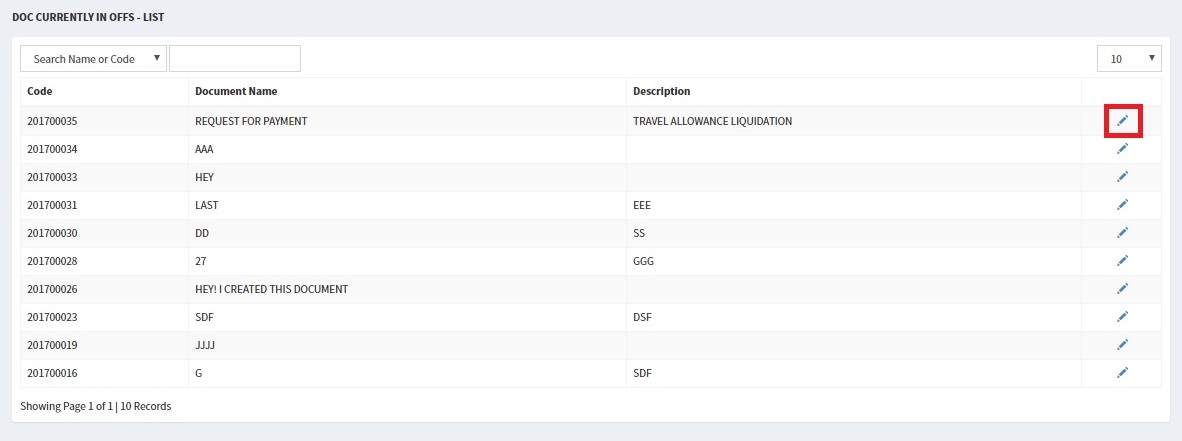 DOC CURRENTLY IN OFFS - LIST
Search Name or Code 10
Code Document Name Description
201700035 REQUEST FOR PAYMENT TRAVEL ALLOWANCE LIQUIDATION
201700034 AAA
201700033 HEY
201700031 LAST EEE
201700030 DD SS
201700028 27 GGG
201700026 HEY! I CREATED THIS DOCUMENT
201700023 SDF DSF
201700019 JJJJ
201700016 G SDF
Showing Page 1 of 1 | 10 Records